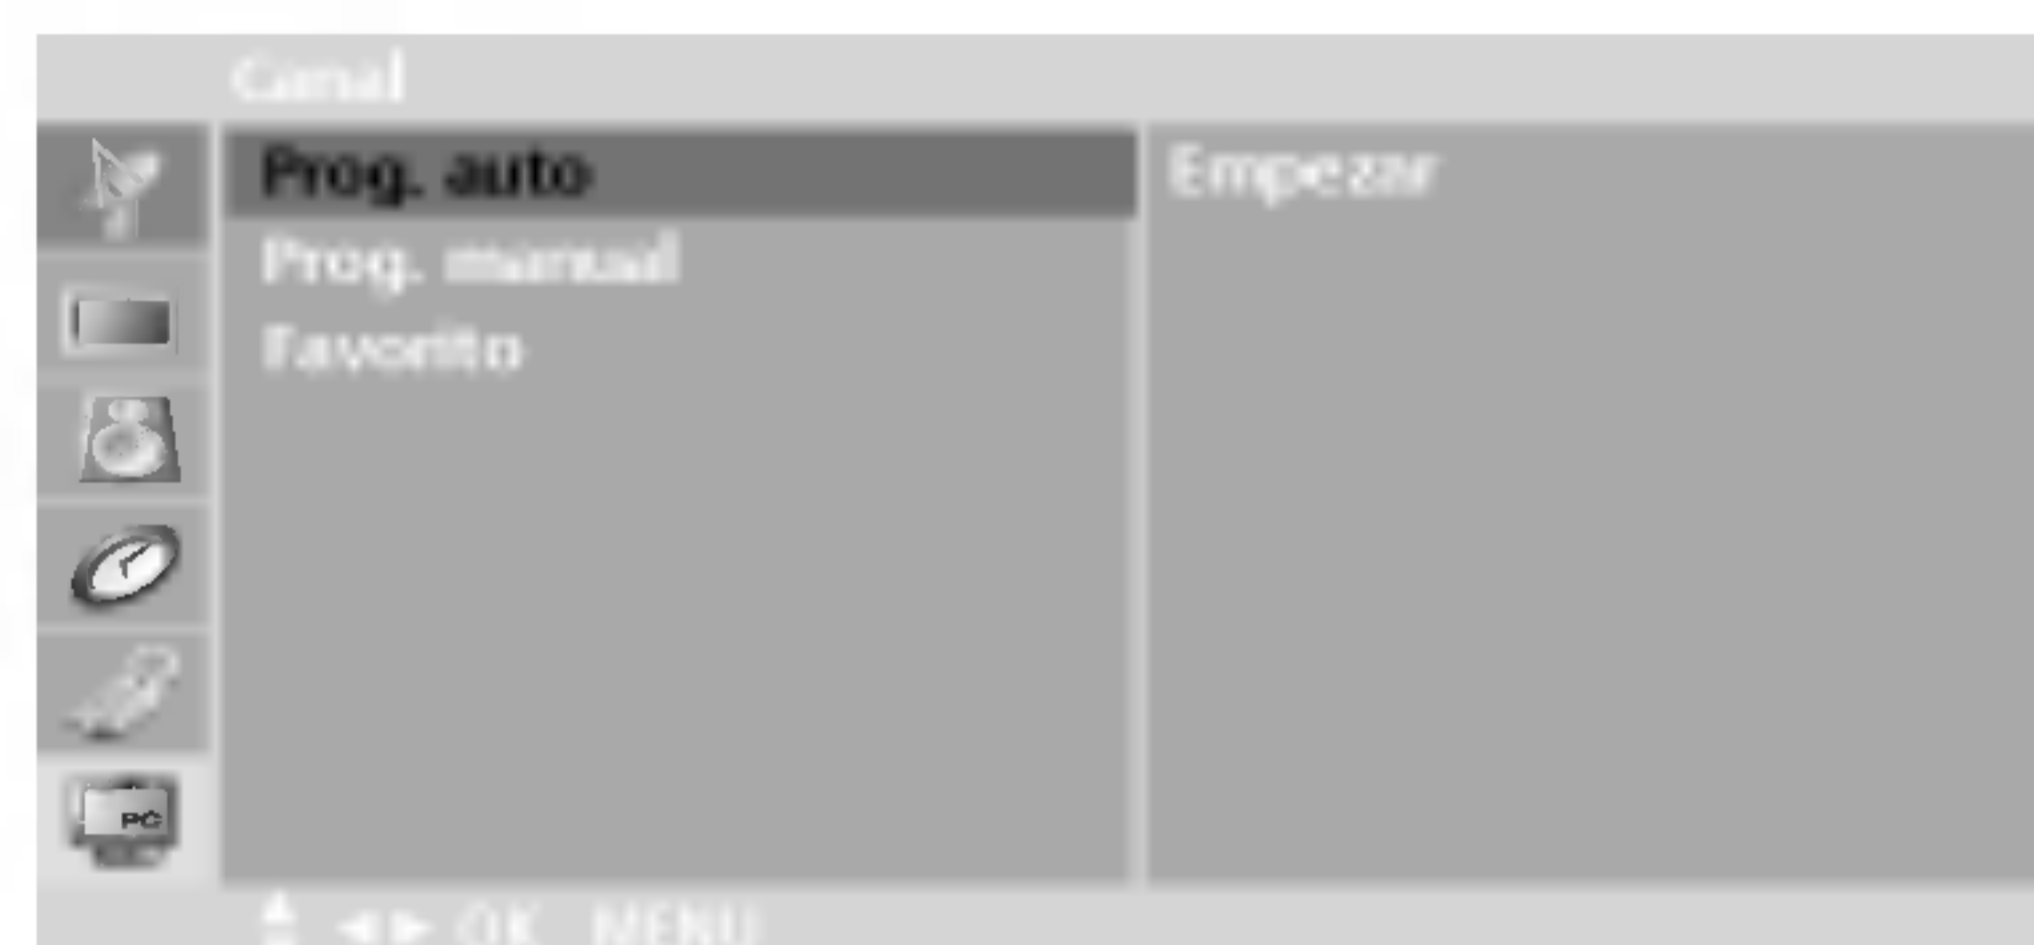 Canal
Prog. auto
Empezar
Prog. manual
Favorito
PC
OK MENU